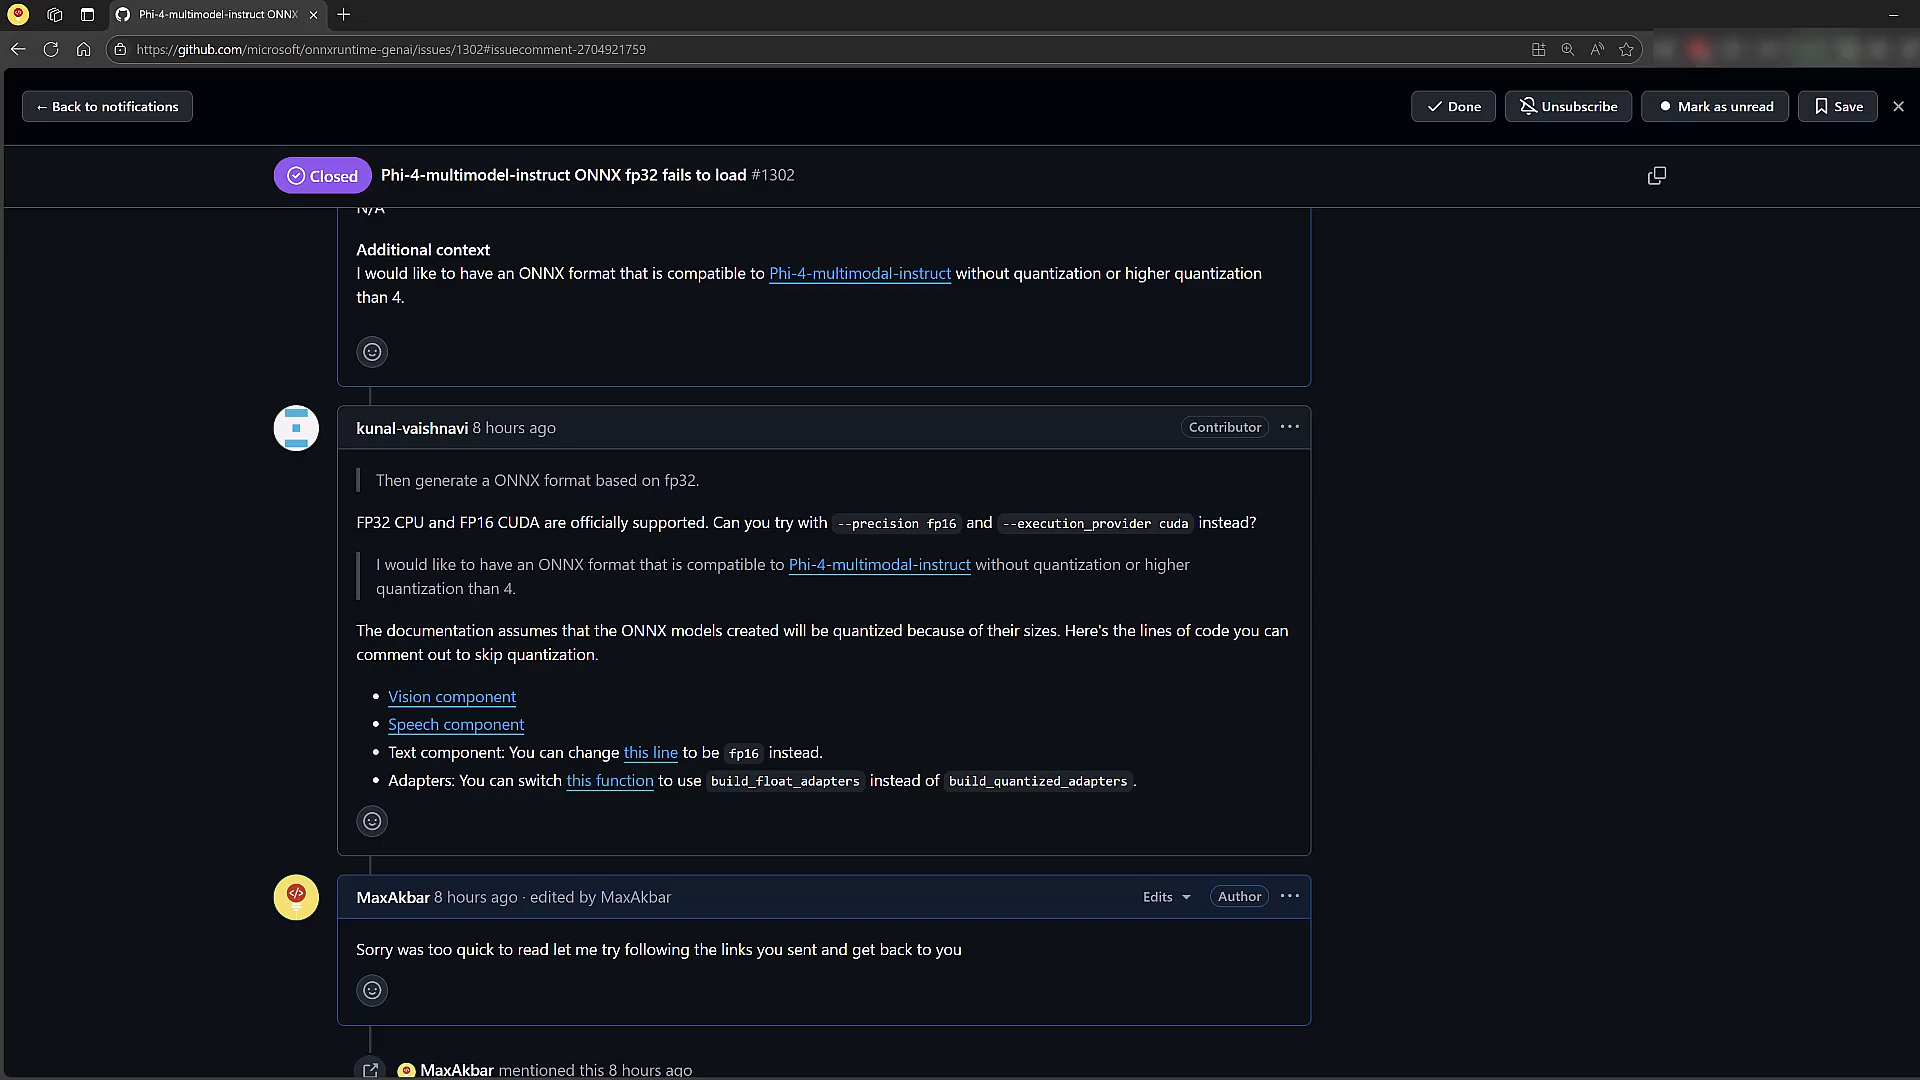 Phi-4-multimodel-instruct ONNX
https://github.com/microsoft/onnxruntime-genai/issues/1302#issuecomment-2704921759
← Back to notifications
Done
Unsubscribe
Mark as unread
Save
Closed
Phi-4-multimodel-instruct ONNX fp32 fails to load #1302
N/A
Additional context
I would like to have an ONNX format that is compatible to Phi-4-multimodal-instruct without quantization or higher quantization
than 4.
kunal-vaishnavi 8 hours ago
Contributor
Then generate a ONNX format based on fp32.
FP32 CPU and FP16 CUDA are officially supported. Can you try with --precision fp16 and --execution_provider cuda instead?
I would like to have an ONNX format that is compatible to Phi-4-multimodal-instruct without quantization or higher
quantization than 4.
The documentation assumes that the ONNX models created will be quantized because of their sizes. Here's the lines of code you can
comment out to skip quantization.
• Vision component
• Speech component
• Text component: You can change this line to be fp16 instead.
• Adapters: You can switch this function to use build_float_adapters instead of build_quantized_adapters.
MaxAkbar 8 hours ago · edited by MaxAkbar
Edits
Author
Sorry was too quick to read let me try following the links you sent and get back to you
MaxAkbar mentioned this 8 hours ago